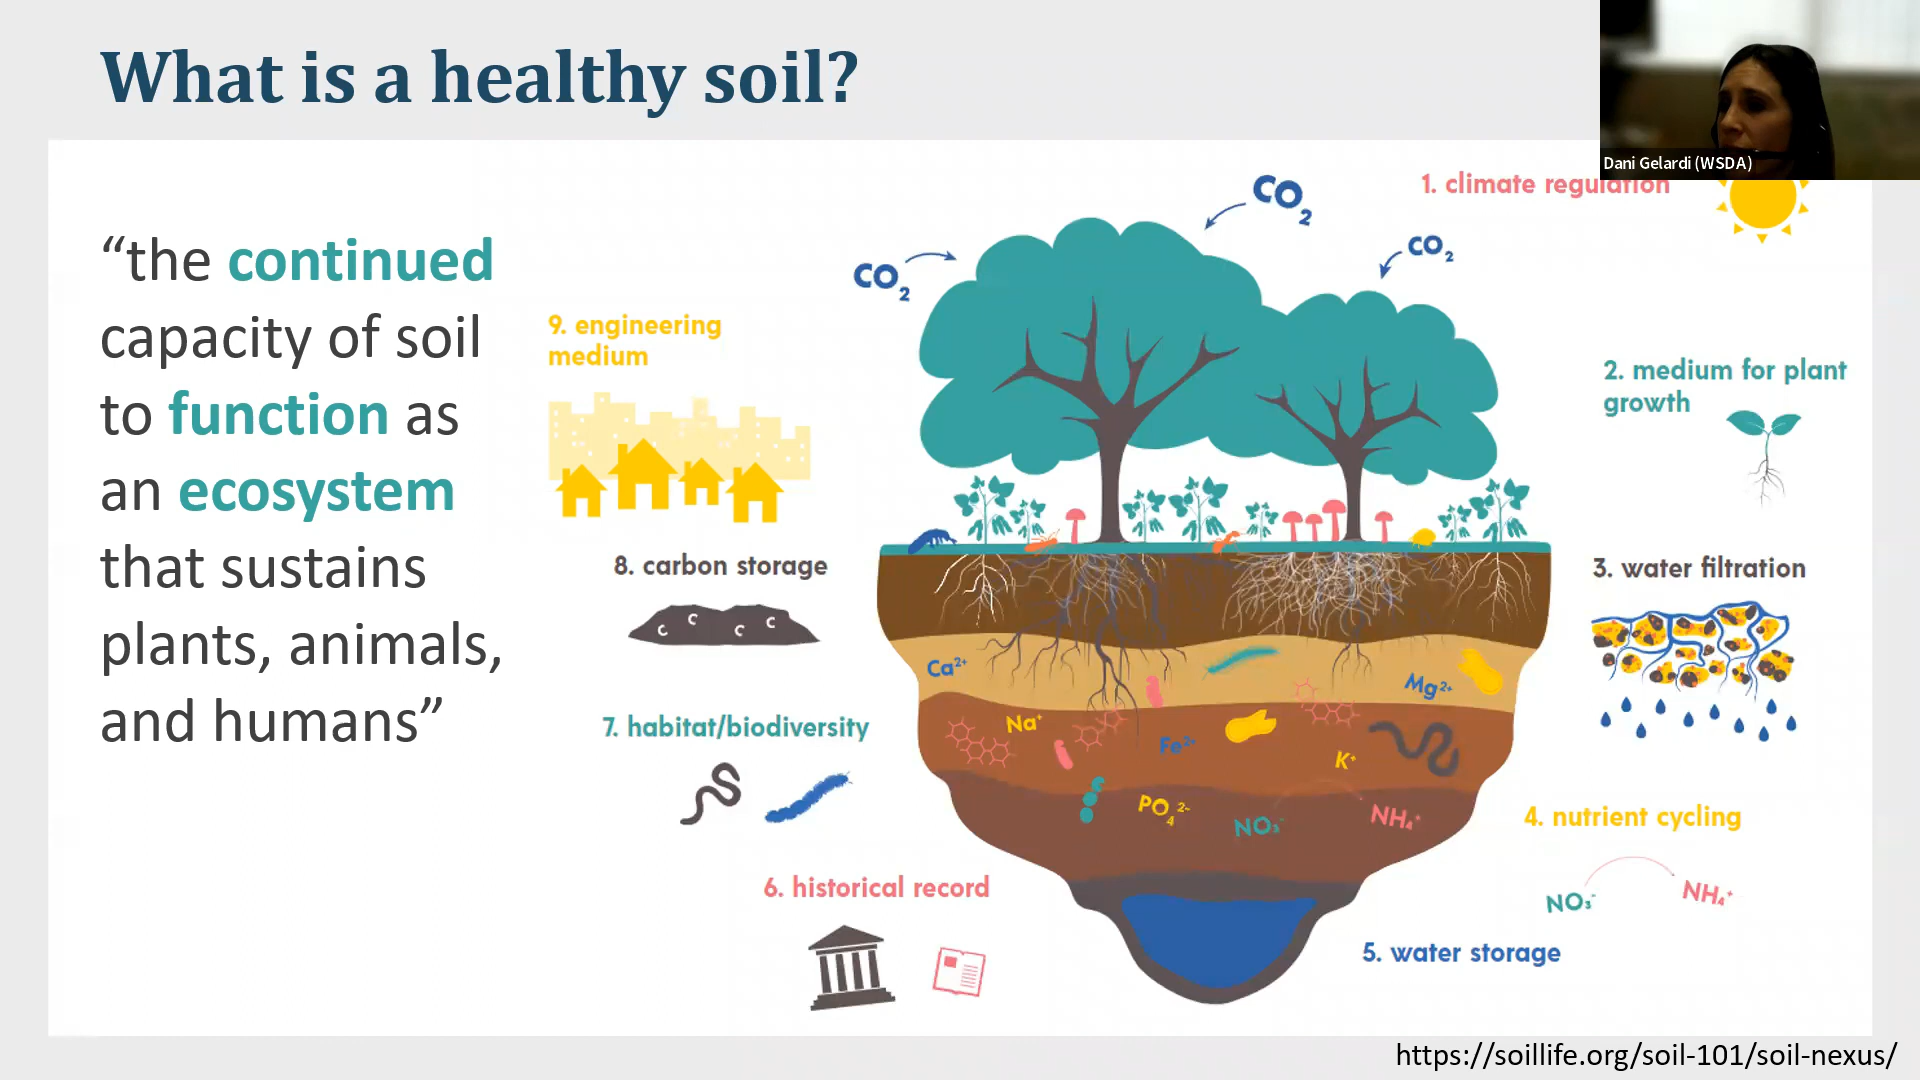 What is a healthy soil?
Dani Gelardi (WSDA)
“the continued
capacity of soil
to function as
an ecosystem
that sustains
plants, animals,
and humans”
CO2
CO2
CO2
1. climate regulation
2. medium for plant
growth
3. water filtration
4. nutrient cycling
NO3-
NH4+
5. water storage
6. historical record
7. habitat/biodiversity
8. carbon storage
C C C C
9. engineering
medium
Ca2+
Mg2+
Na+
Fe2+
K+
PO4 2-
NO3-
NH4+
https://soillife.org/soil-101/soil-nexus/